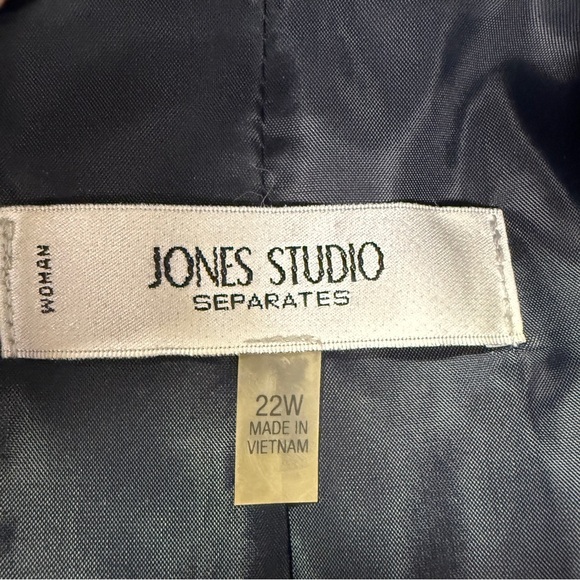 WOMAN
JONES STUDIO
SEPARATES
22W
MADE IN
VIETNAM